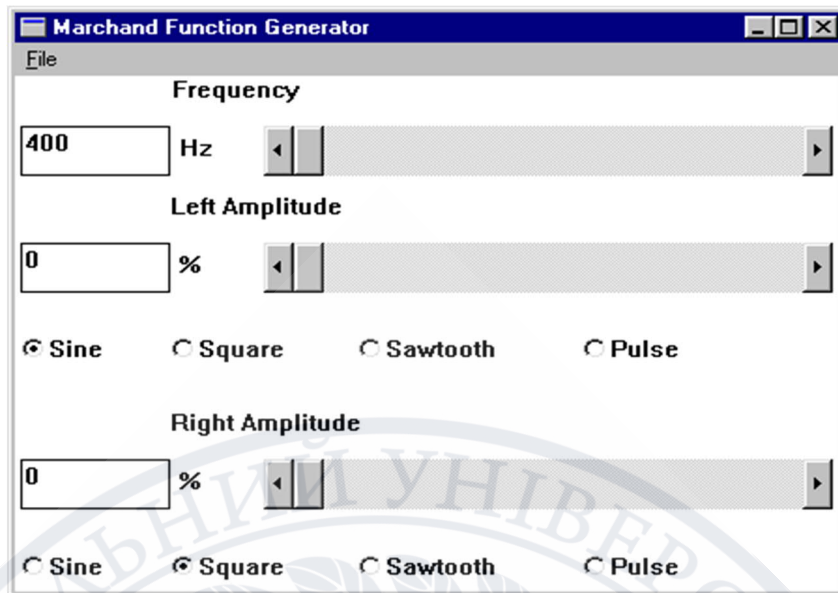 Marchand Function Generator
File
Frequency
400 Hz
Left Amplitude
0 %
Sine Square Sawtooth Pulse
Right Amplitude
0 %
Sine Square Sawtooth Pulse